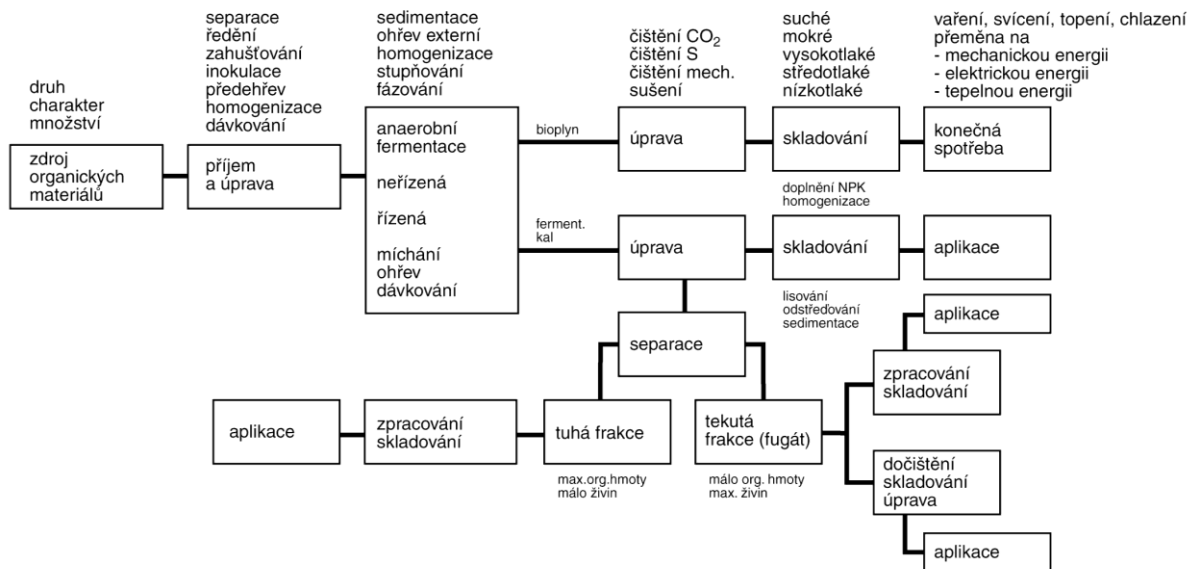 druh
charakter
množství
zdroj
organických
materiálů
separace
ředění
zahušťování
inokulace
předehřev
homogenizace
dávkování
příjem
a úprava
sedimentace
ohřev externí
homogenizace
stupňování
fázování
anaerobní
fermentace
neřízená
řízená
míchání
ohřev
dávkování
bioplyn
čištění CO₂
čištění S
čištění mech.
sušení
úprava
suché
mokré
vysokotlaké
středotlaké
nízkotlaké
skladování
vaření, svícení, topení, chlazení
přeměna na
- mechanickou energii
- elektrickou energii
- tepelnou energii
konečná
spotřeba
ferment.
kal
úprava
doplnění NPK
homogenizace
skladování
aplikace
lisování
odstřeďování
sedimentace
separace
aplikace
zpracování
skladování
tuhá frakce
max.org.hmoty
málo živin
tekutá
frakce (fugát)
málo org. hmoty
max. živin
aplikace
zpracování
skladování
dočištění
skladování
úprava
aplikace